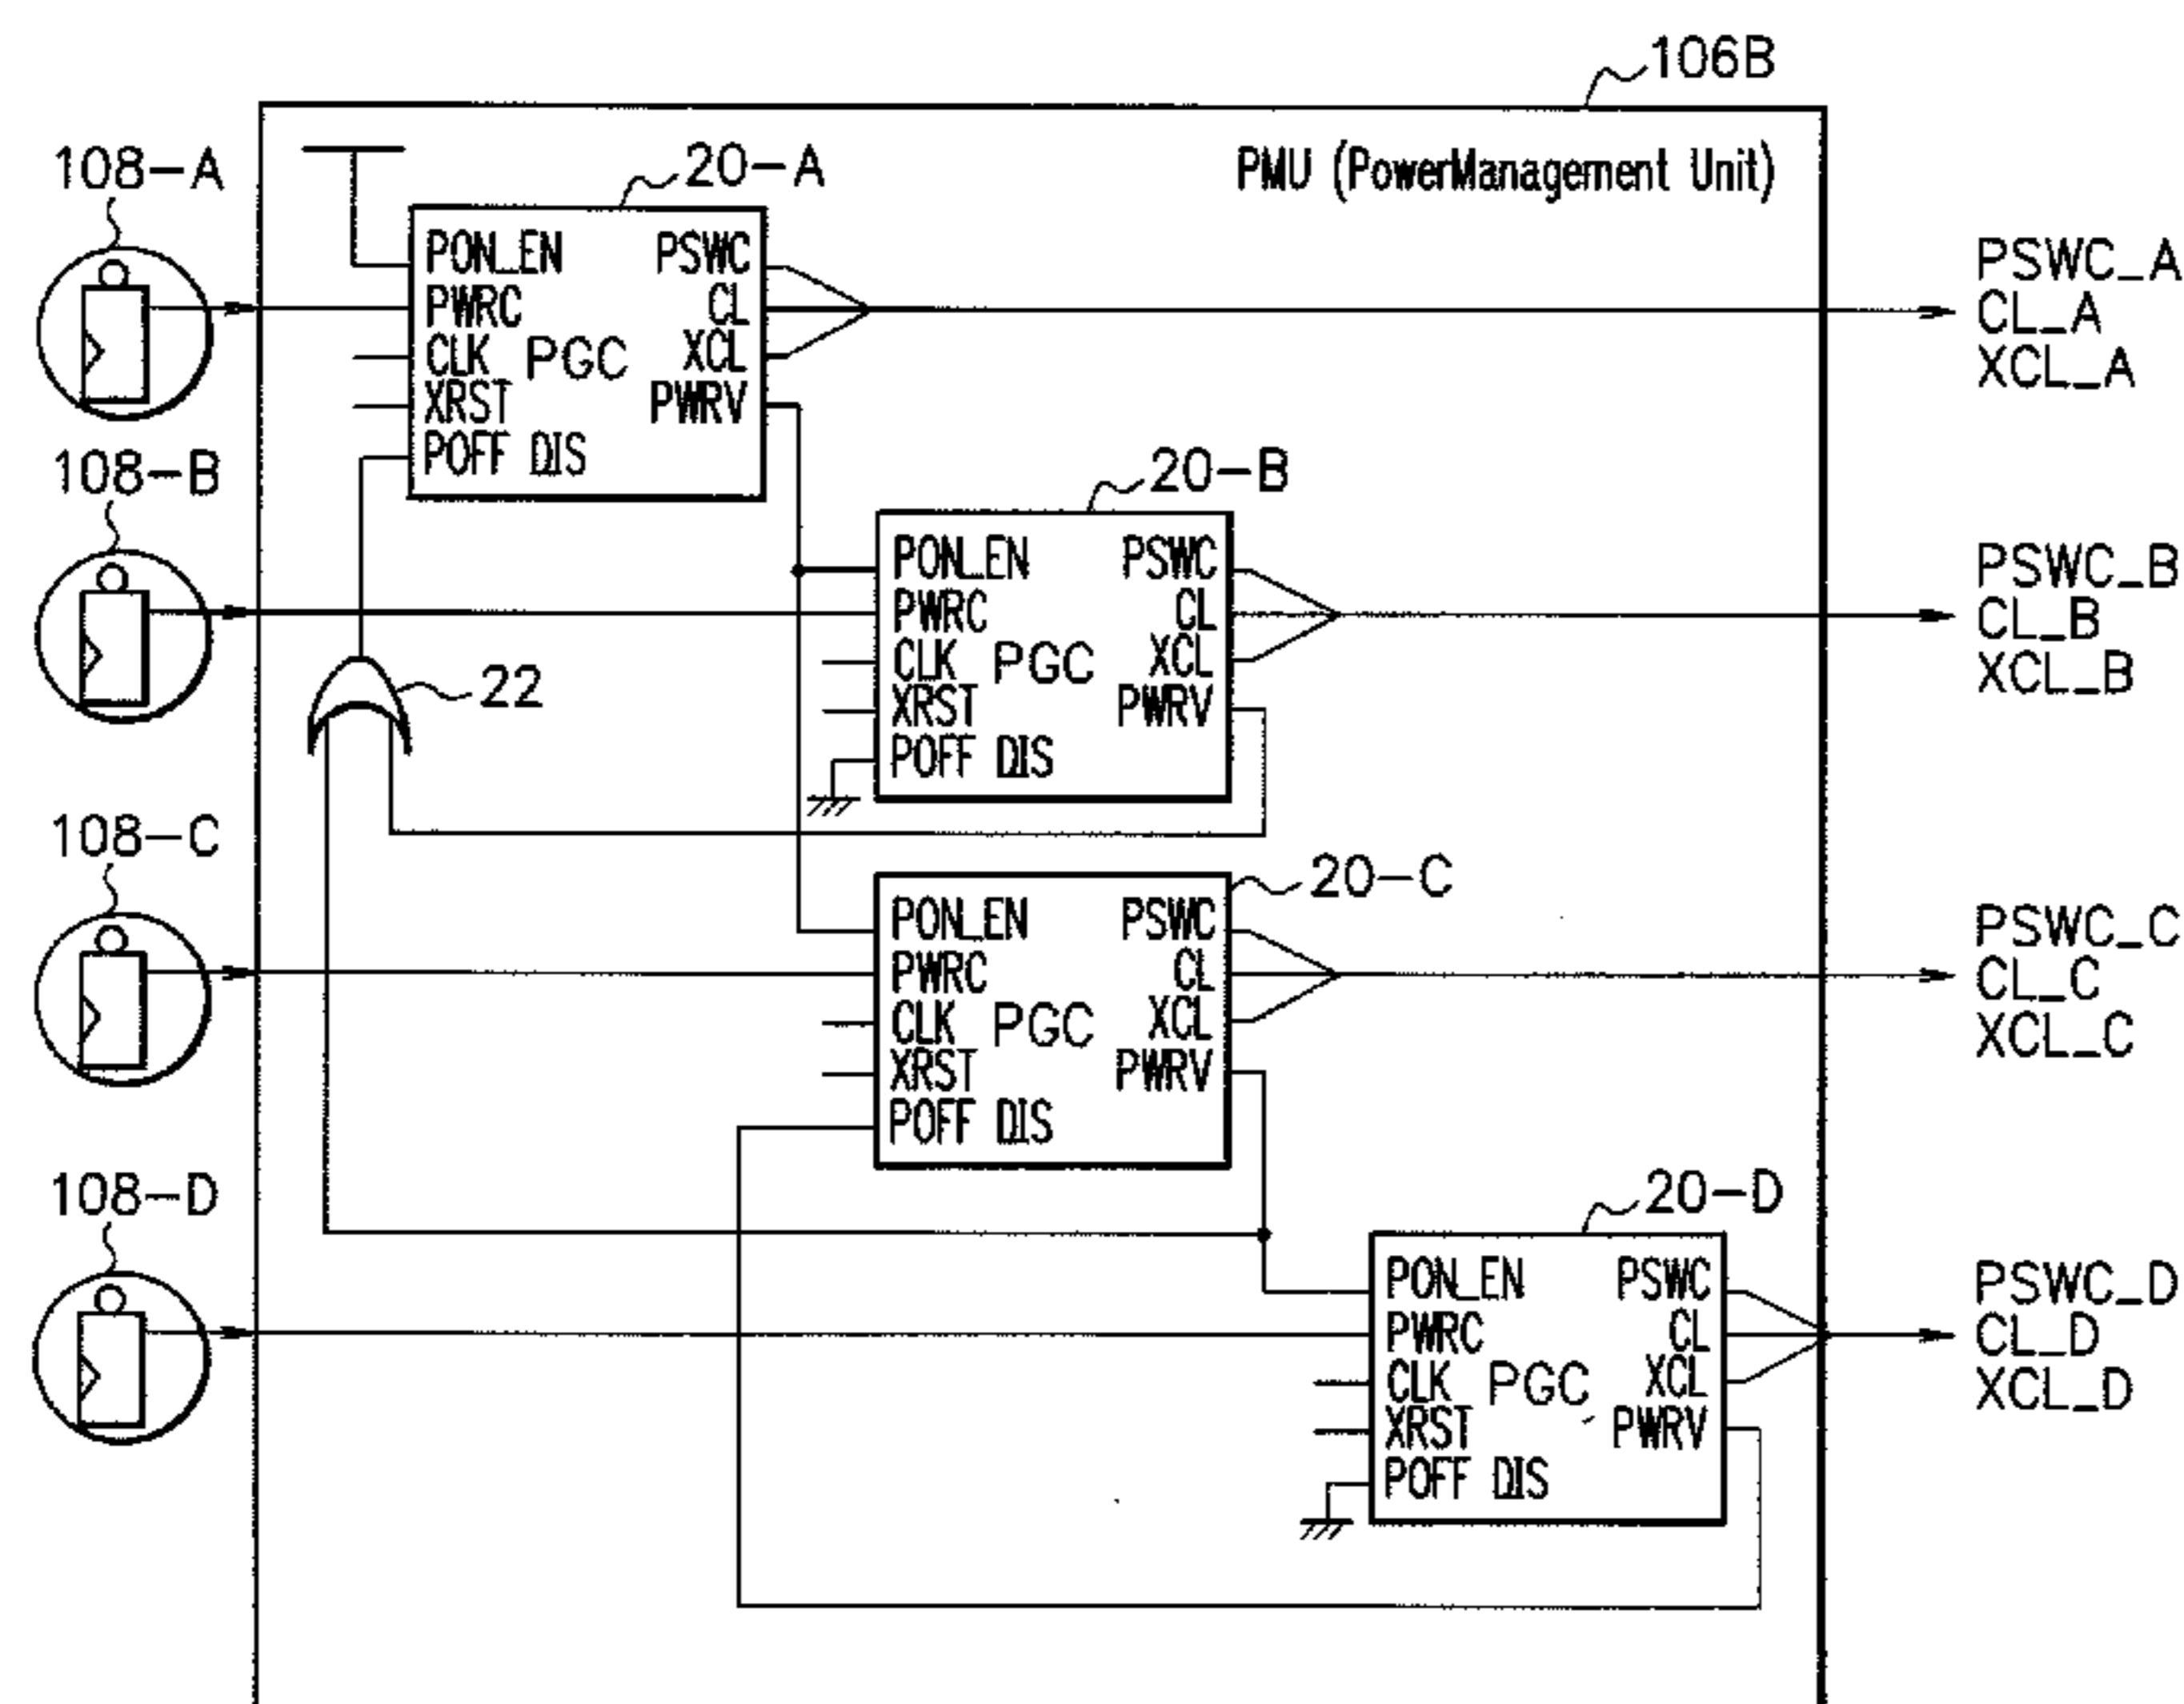 106B
PMU (PowerManagement Unit)
108-A
20-A
PON_EN
PSWC
PWRC
CL
CLK
PGC
XCL
XRST
PWRV
POFF DIS
PSWC_A
CL_A
XCL_A
108-B
20-B
PON_EN
PSWC
PWRC
CL
CLK
PGC
XCL
XRST
PWRV
POFF DIS
PSWC_B
CL_B
XCL_B
22
108-C
20-C
PON_EN
PSWC
PWRC
CL
CLK
PGC
XCL
XRST
PWRV
POFF DIS
PSWC_C
CL_C
XCL_C
108-D
20-D
PON_EN
PSWC
PWRC
CL
CLK
PGC
XCL
XRST
PWRV
POFF DIS
PSWC_D
CL_D
XCL_D